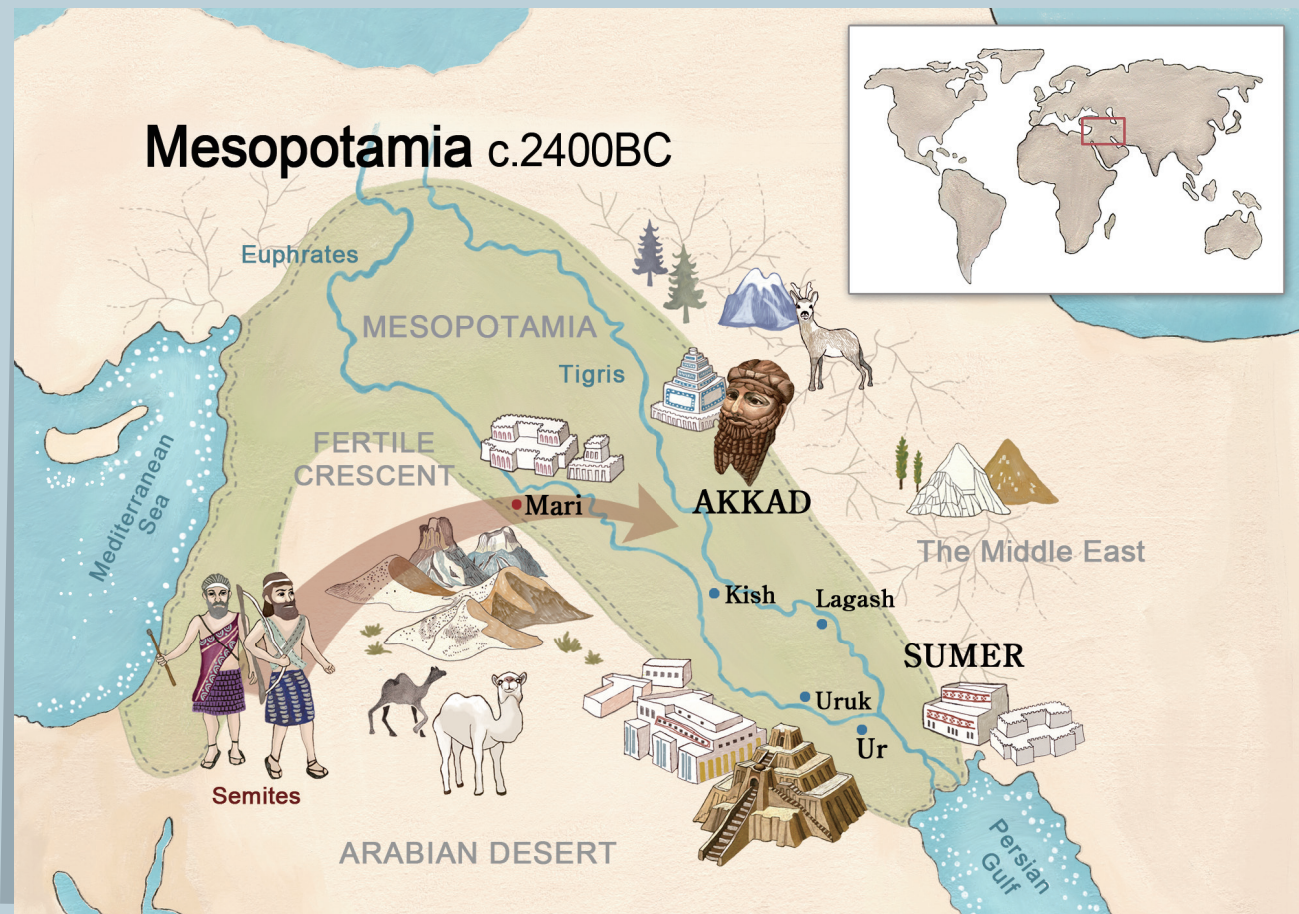 Mesopotamia c.2400BC
Euphrates
MESOPOTAMIA
Tigris
FERTILE
CRESCENT
Mediterranean
Sea
Mari
AKKAD
The Middle East
Kish
Lagash
SUMER
Uruk
Ur
Semites
ARABIAN DESERT
Persian
Gulf